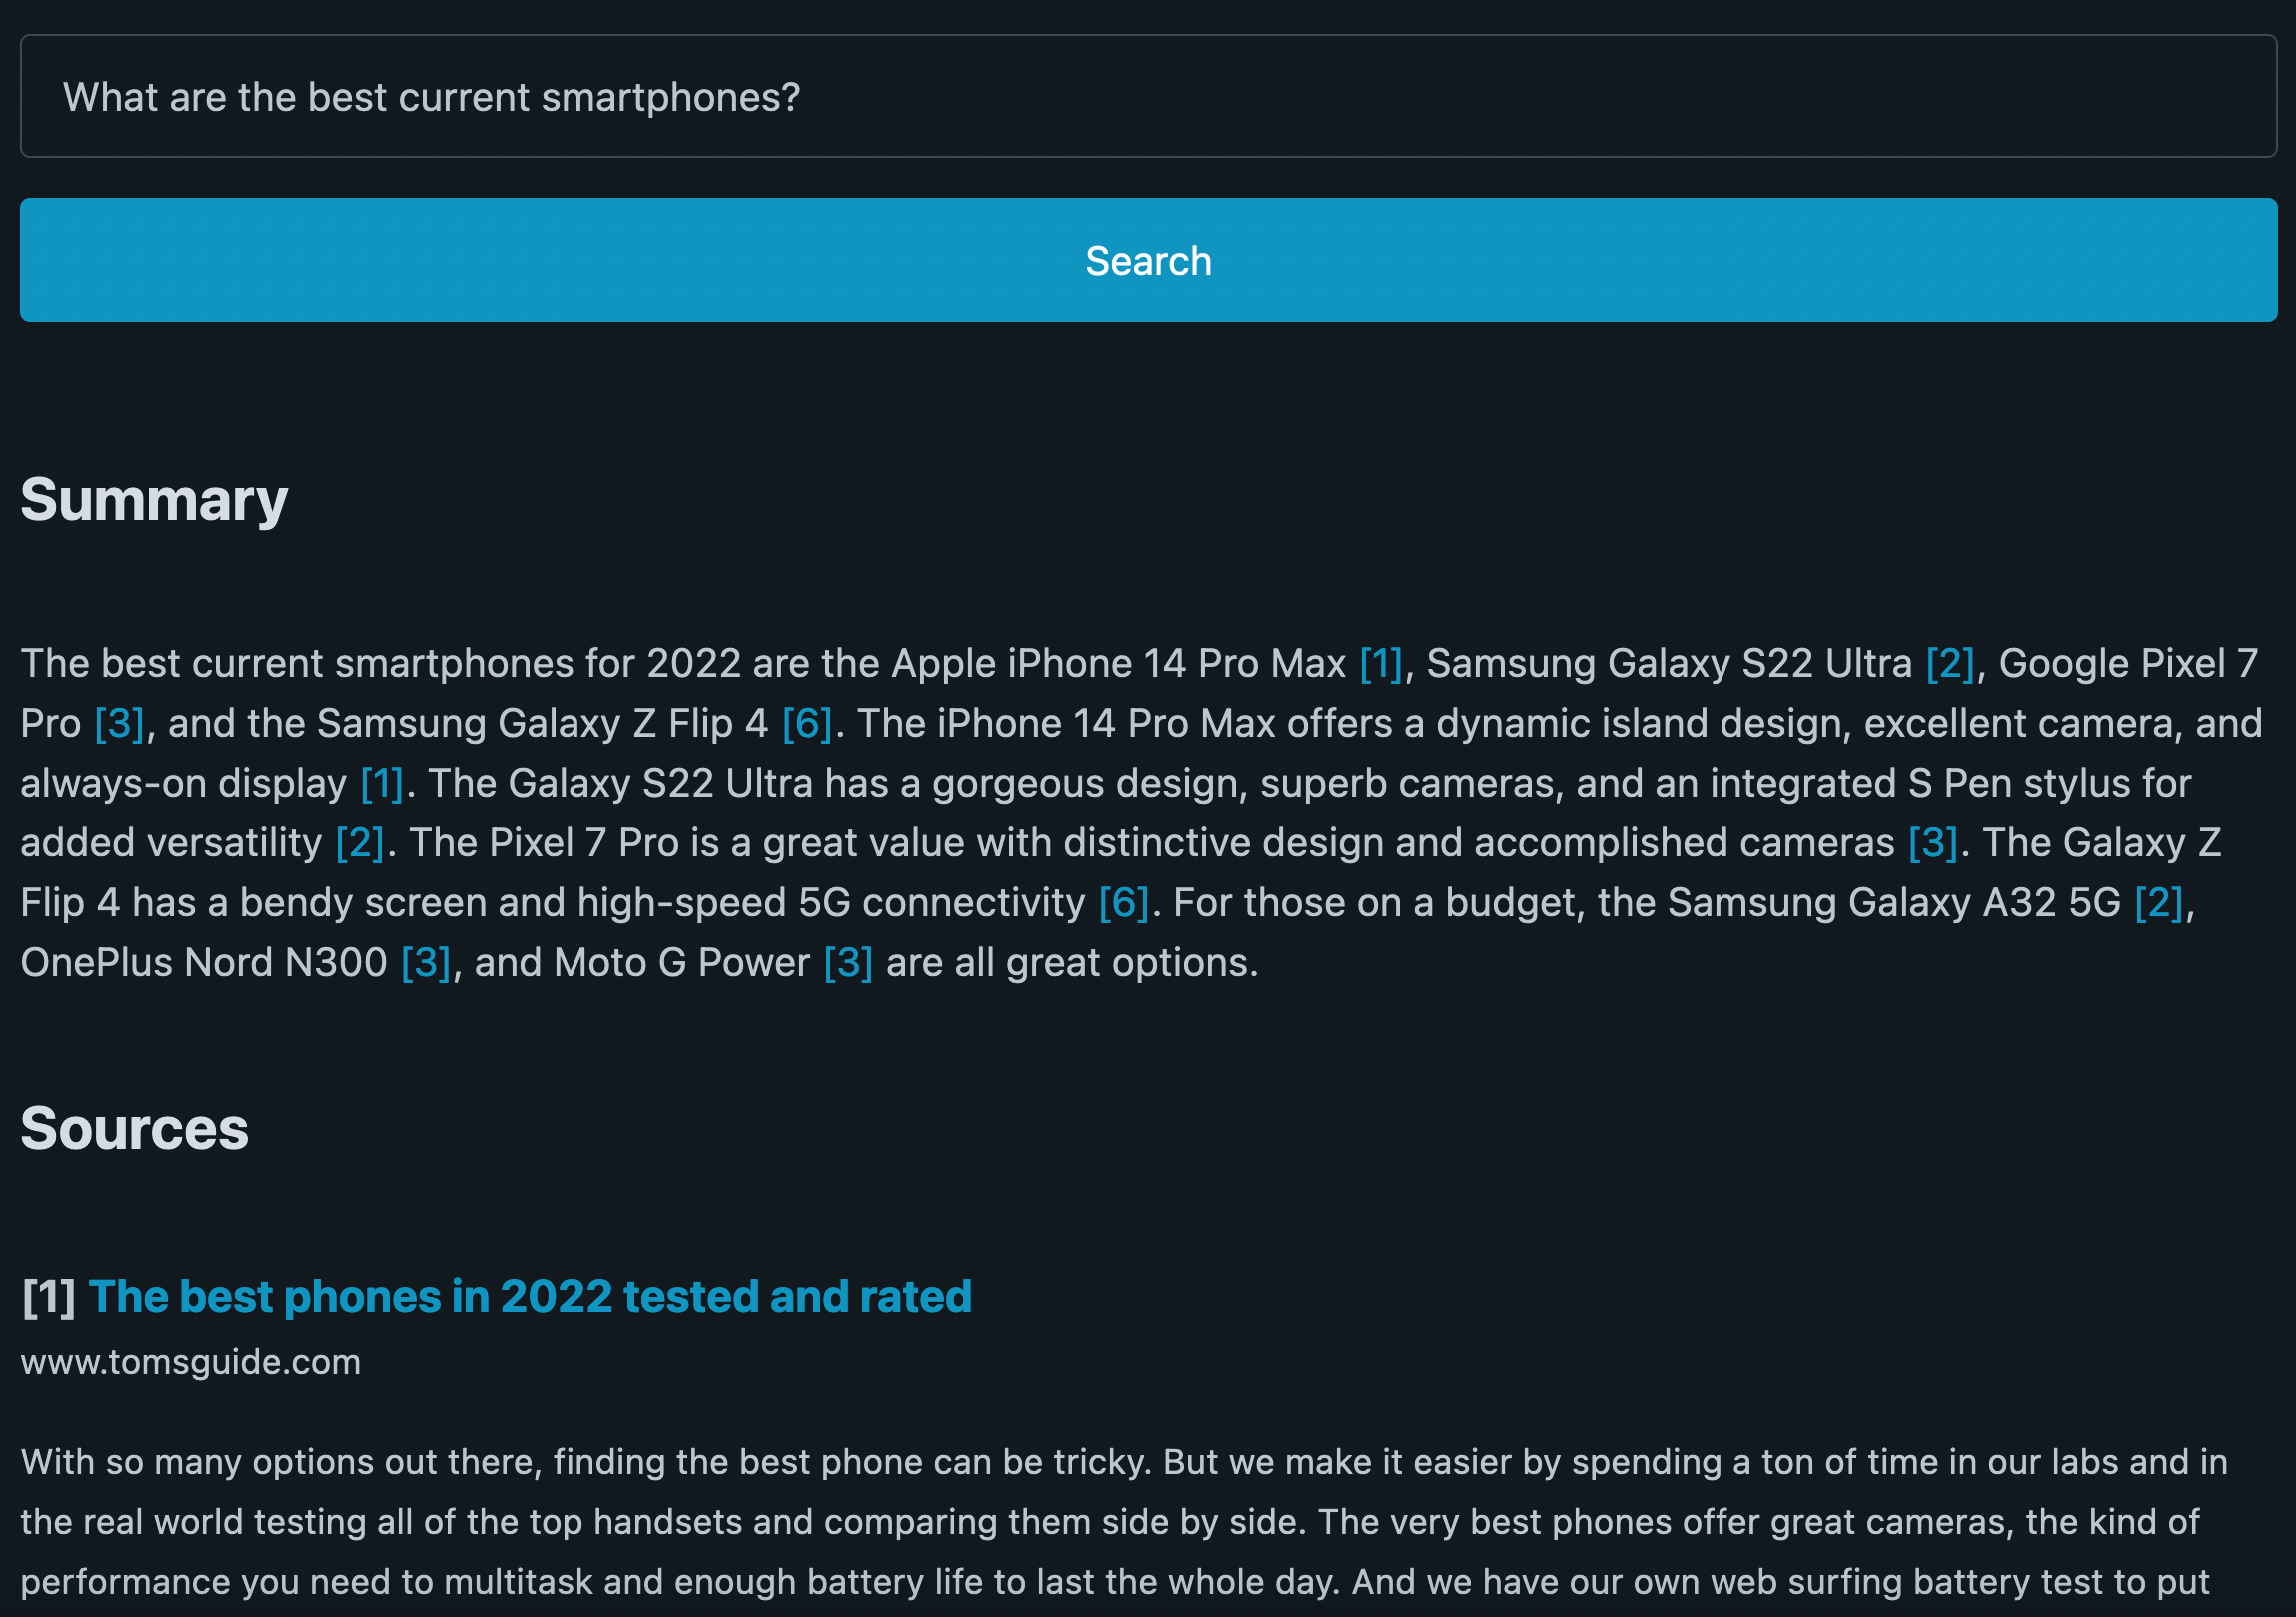 What are the best current smartphones?
Search
Summary
The best current smartphones for 2022 are the Apple iPhone 14 Pro Max [1], Samsung Galaxy S22 Ultra [2], Google Pixel 7
Pro [3], and the Samsung Galaxy Z Flip 4 [6]. The iPhone 14 Pro Max offers a dynamic island design, excellent camera, and
always-on display [1]. The Galaxy S22 Ultra has a gorgeous design, superb cameras, and an integrated S Pen stylus for
added versatility [2]. The Pixel 7 Pro is a great value with distinctive design and accomplished cameras [3]. The Galaxy Z
Flip 4 has a bendy screen and high-speed 5G connectivity [6]. For those on a budget, the Samsung Galaxy A32 5G [2],
OnePlus Nord N300 [3], and Moto G Power [3] are all great options.
Sources
[1] The best phones in 2022 tested and rated
www.tomsguide.com
With so many options out there, finding the best phone can be tricky. But we make it easier by spending a ton of time in our labs and in
the real world testing all of the top handsets and comparing them side by side. The very best phones offer great cameras, the kind of
performance you need to multitask and enough battery life to last the whole day. And we have our own web surfing battery test to put